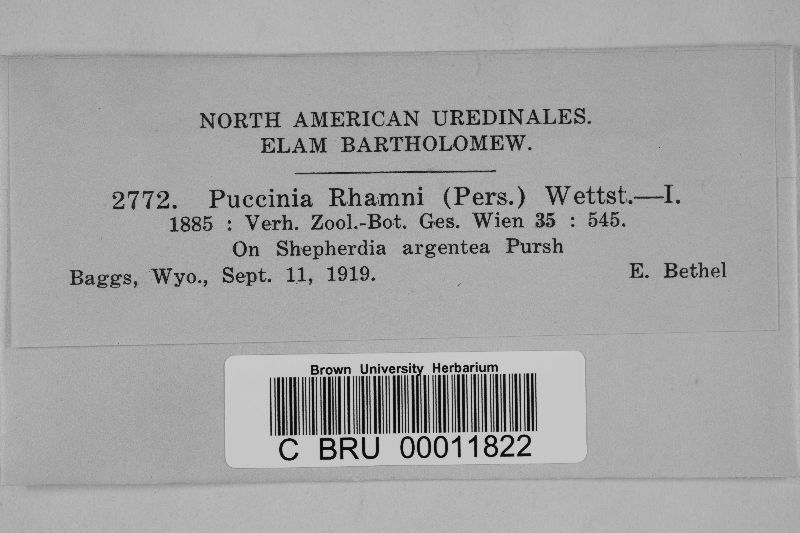 NORTH AMERICAN UREDINALES.
ELAM BARTHOLOMEW.
2772. Puccinia Rhamni (Pers.) Wettst.—I.
1885 : Verh. Zool.-Bot. Ges. Wien 35 : 545.
On Shepherdia argentea Pursh
Baggs, Wyo., Sept. 11, 1919. E. Bethel
Brown University Herbarium
C BRU 00011822